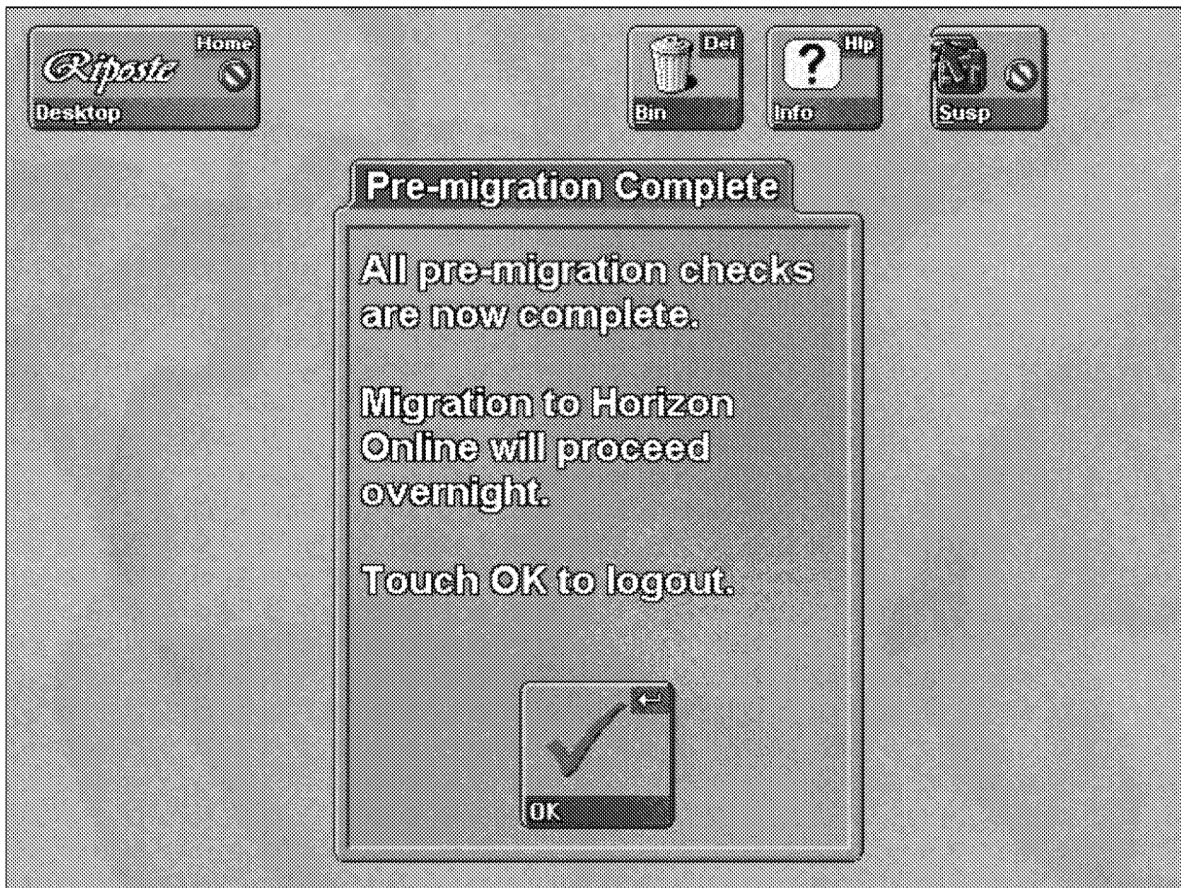 Home
Riposte
Desktop
Del
Bin
?
Hlp
Info
Susp
Pre-migration Complete
All pre-migration checks
are now complete.
Migration to Horizon
Online will proceed
overnight.
Touch OK to logout.
OK